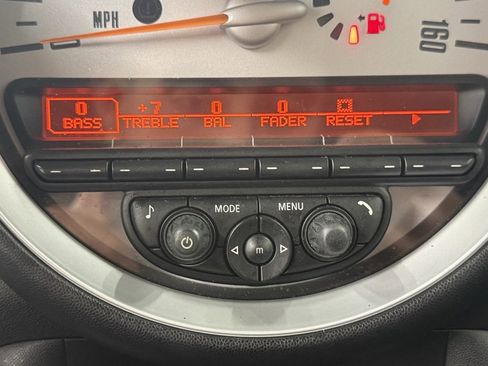 MPH
160
0 +7 0 0
BASS TREBLE BAL FADER RESET
MODE MENU
m